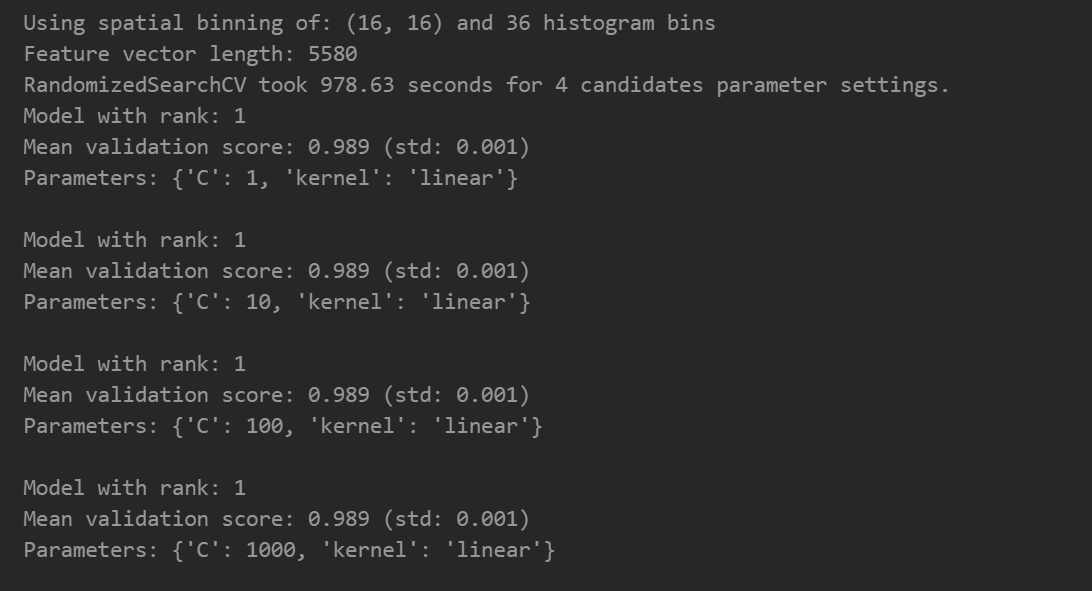 Using spatial binning of: (16, 16) and 36 histogram bins
Feature vector length: 5580
RandomizedSearchCV took 978.63 seconds for 4 candidates parameter settings.
Model with rank: 1
Mean validation score: 0.989 (std: 0.001)
Parameters: {'C': 1, 'kernel': 'linear'}
Model with rank: 1
Mean validation score: 0.989 (std: 0.001)
Parameters: {'C': 10, 'kernel': 'linear'}
Model with rank: 1
Mean validation score: 0.989 (std: 0.001)
Parameters: {'C': 100, 'kernel': 'linear'}
Model with rank: 1
Mean validation score: 0.989 (std: 0.001)
Parameters: {'C': 1000, 'kernel': 'linear'}